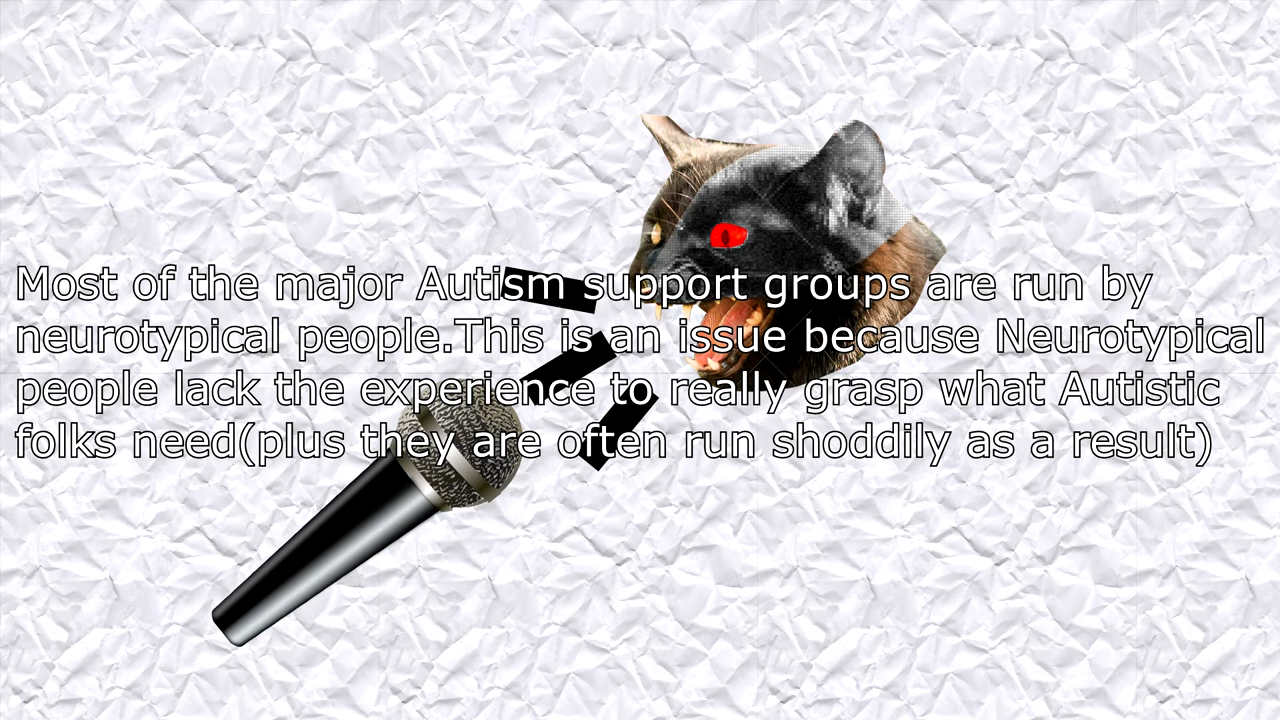 Most of the major Autism support groups are run by
neurotypical people.This is an issue because Neurotypical
people lack the experience to really grasp what Autistic
folks need(plus they are often run shoddily as a result)